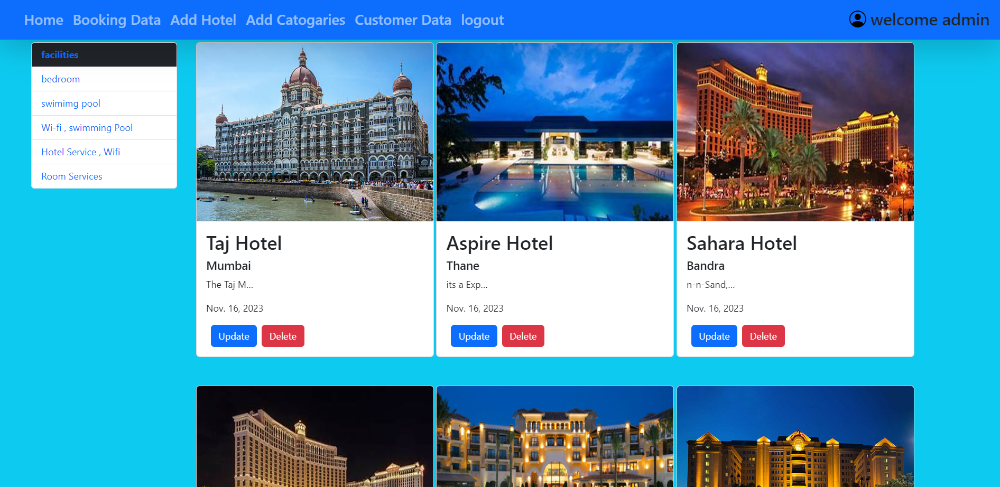 Home Booking Data Add Hotel Add Catogaries Customer Data logout welcome admin
facilities
bedroom
swimimg pool
Wi-fi , swimming Pool
Hotel Service , Wifi
Room Services
Taj Hotel
Mumbai
The Taj M...
Nov. 16, 2023
Update Delete
Aspire Hotel
Thane
its a Exp...
Nov. 16, 2023
Update Delete
Sahara Hotel
Bandra
n-n-Sand,...
Nov. 16, 2023
Update Delete
FLORIDA HOTEL